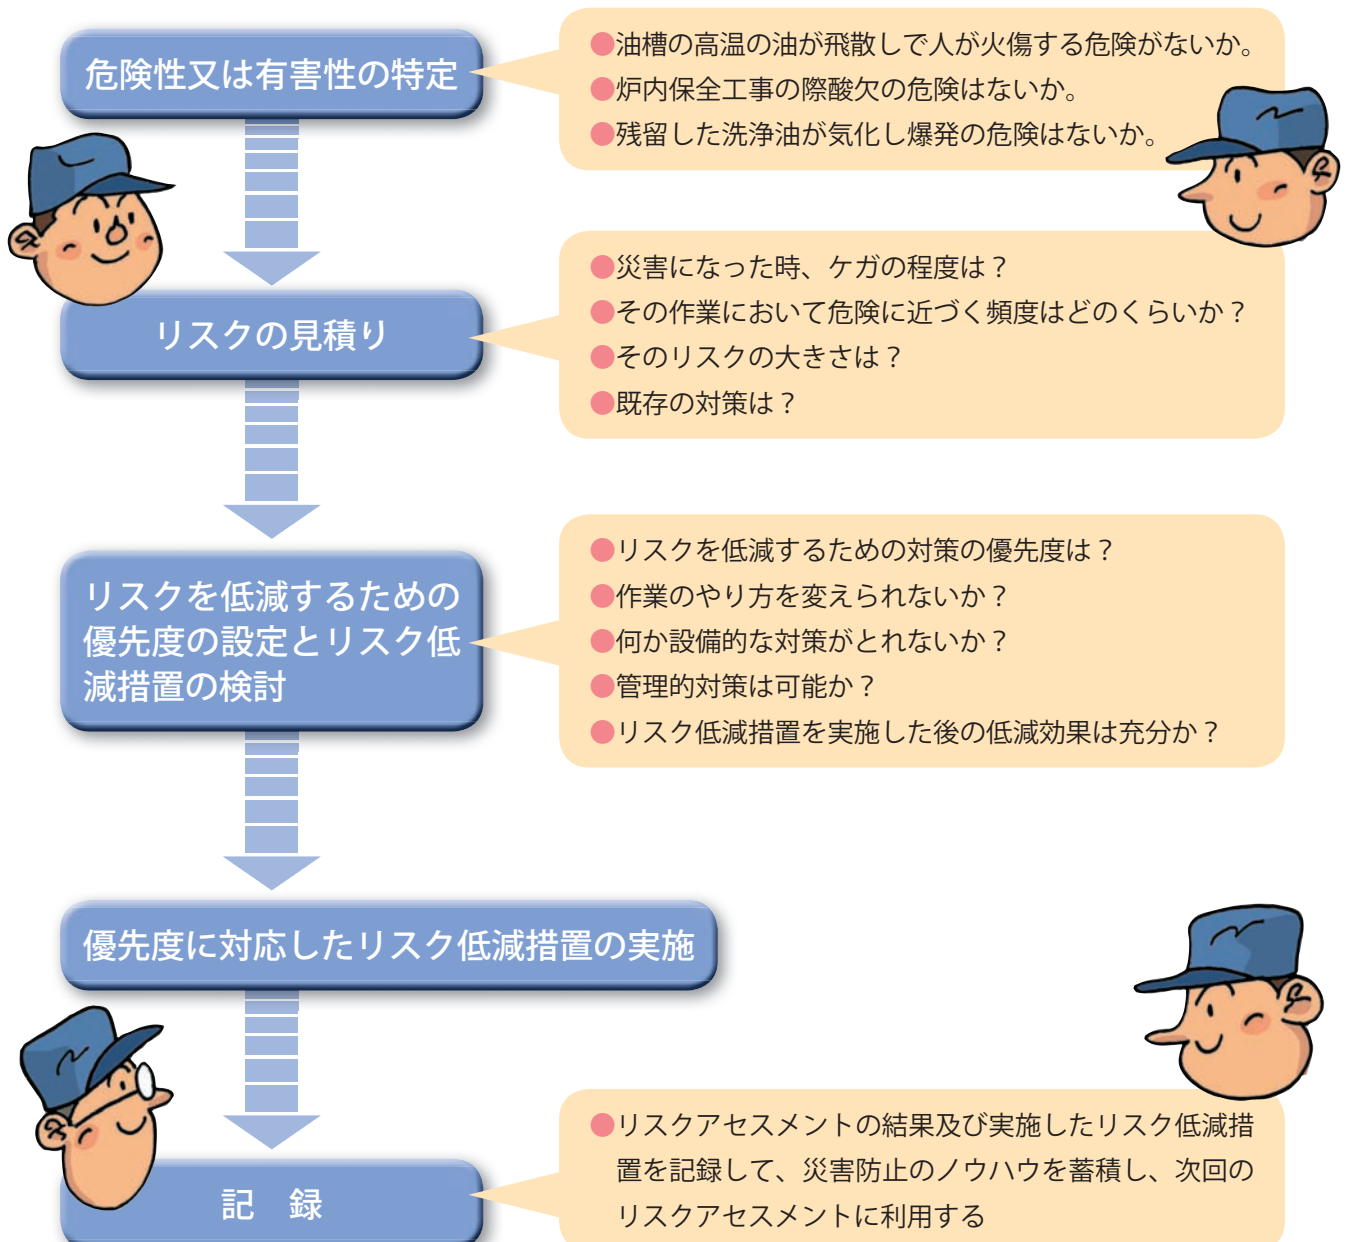 危険性又は有害性の特定
●油槽の高温の油が飛散しで人が火傷する危険がないか。
●炉内保全工事の際酸欠の危険はないか。
●残留した洗浄油が気化し爆発の危険はないか。
リスクの見積り
●災害になった時、ケガの程度は？
●その作業において危険に近づく頻度はどのくらいか？
●そのリスクの大きさは？
●既存の対策は？
リスクを低減するための
優先度の設定とリスク低
減措置の検討
●リスクを低減するための対策の優先度は？
●作業のやり方を変えられないか？
●何か設備的な対策がとれないか？
●管理的対策は可能か？
●リスク低減措置を実施した後の低減効果は充分か？
優先度に対応したリスク低減措置の実施
記　録
●リスクアセスメントの結果及び実施したリスク低減措
置を記録して、災害防止のノウハウを蓄積し、次回の
リスクアセスメントに利用する